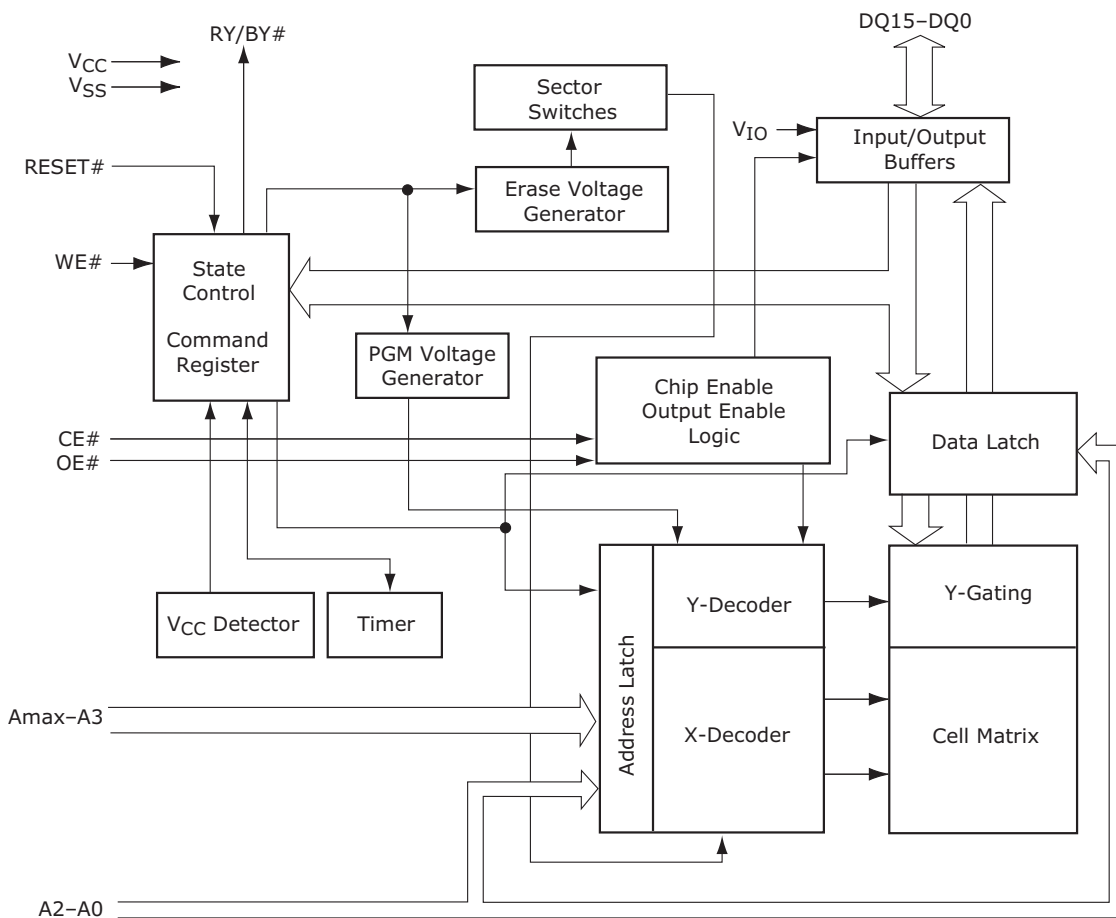 RY/BY#
DQ15–DQ0
VCC
VSS
Sector
Switches
VIO
Input/Output
Buffers
RESET#
Erase Voltage
Generator
WE#
State
Control
Command
Register
PGM Voltage
Generator
Chip Enable
Output Enable
Logic
CE#
OE#
Data Latch
VCC Detector
Timer
Address Latch
Y-Decoder
Y-Gating
Amax–A3
X-Decoder
Cell Matrix
A2–A0